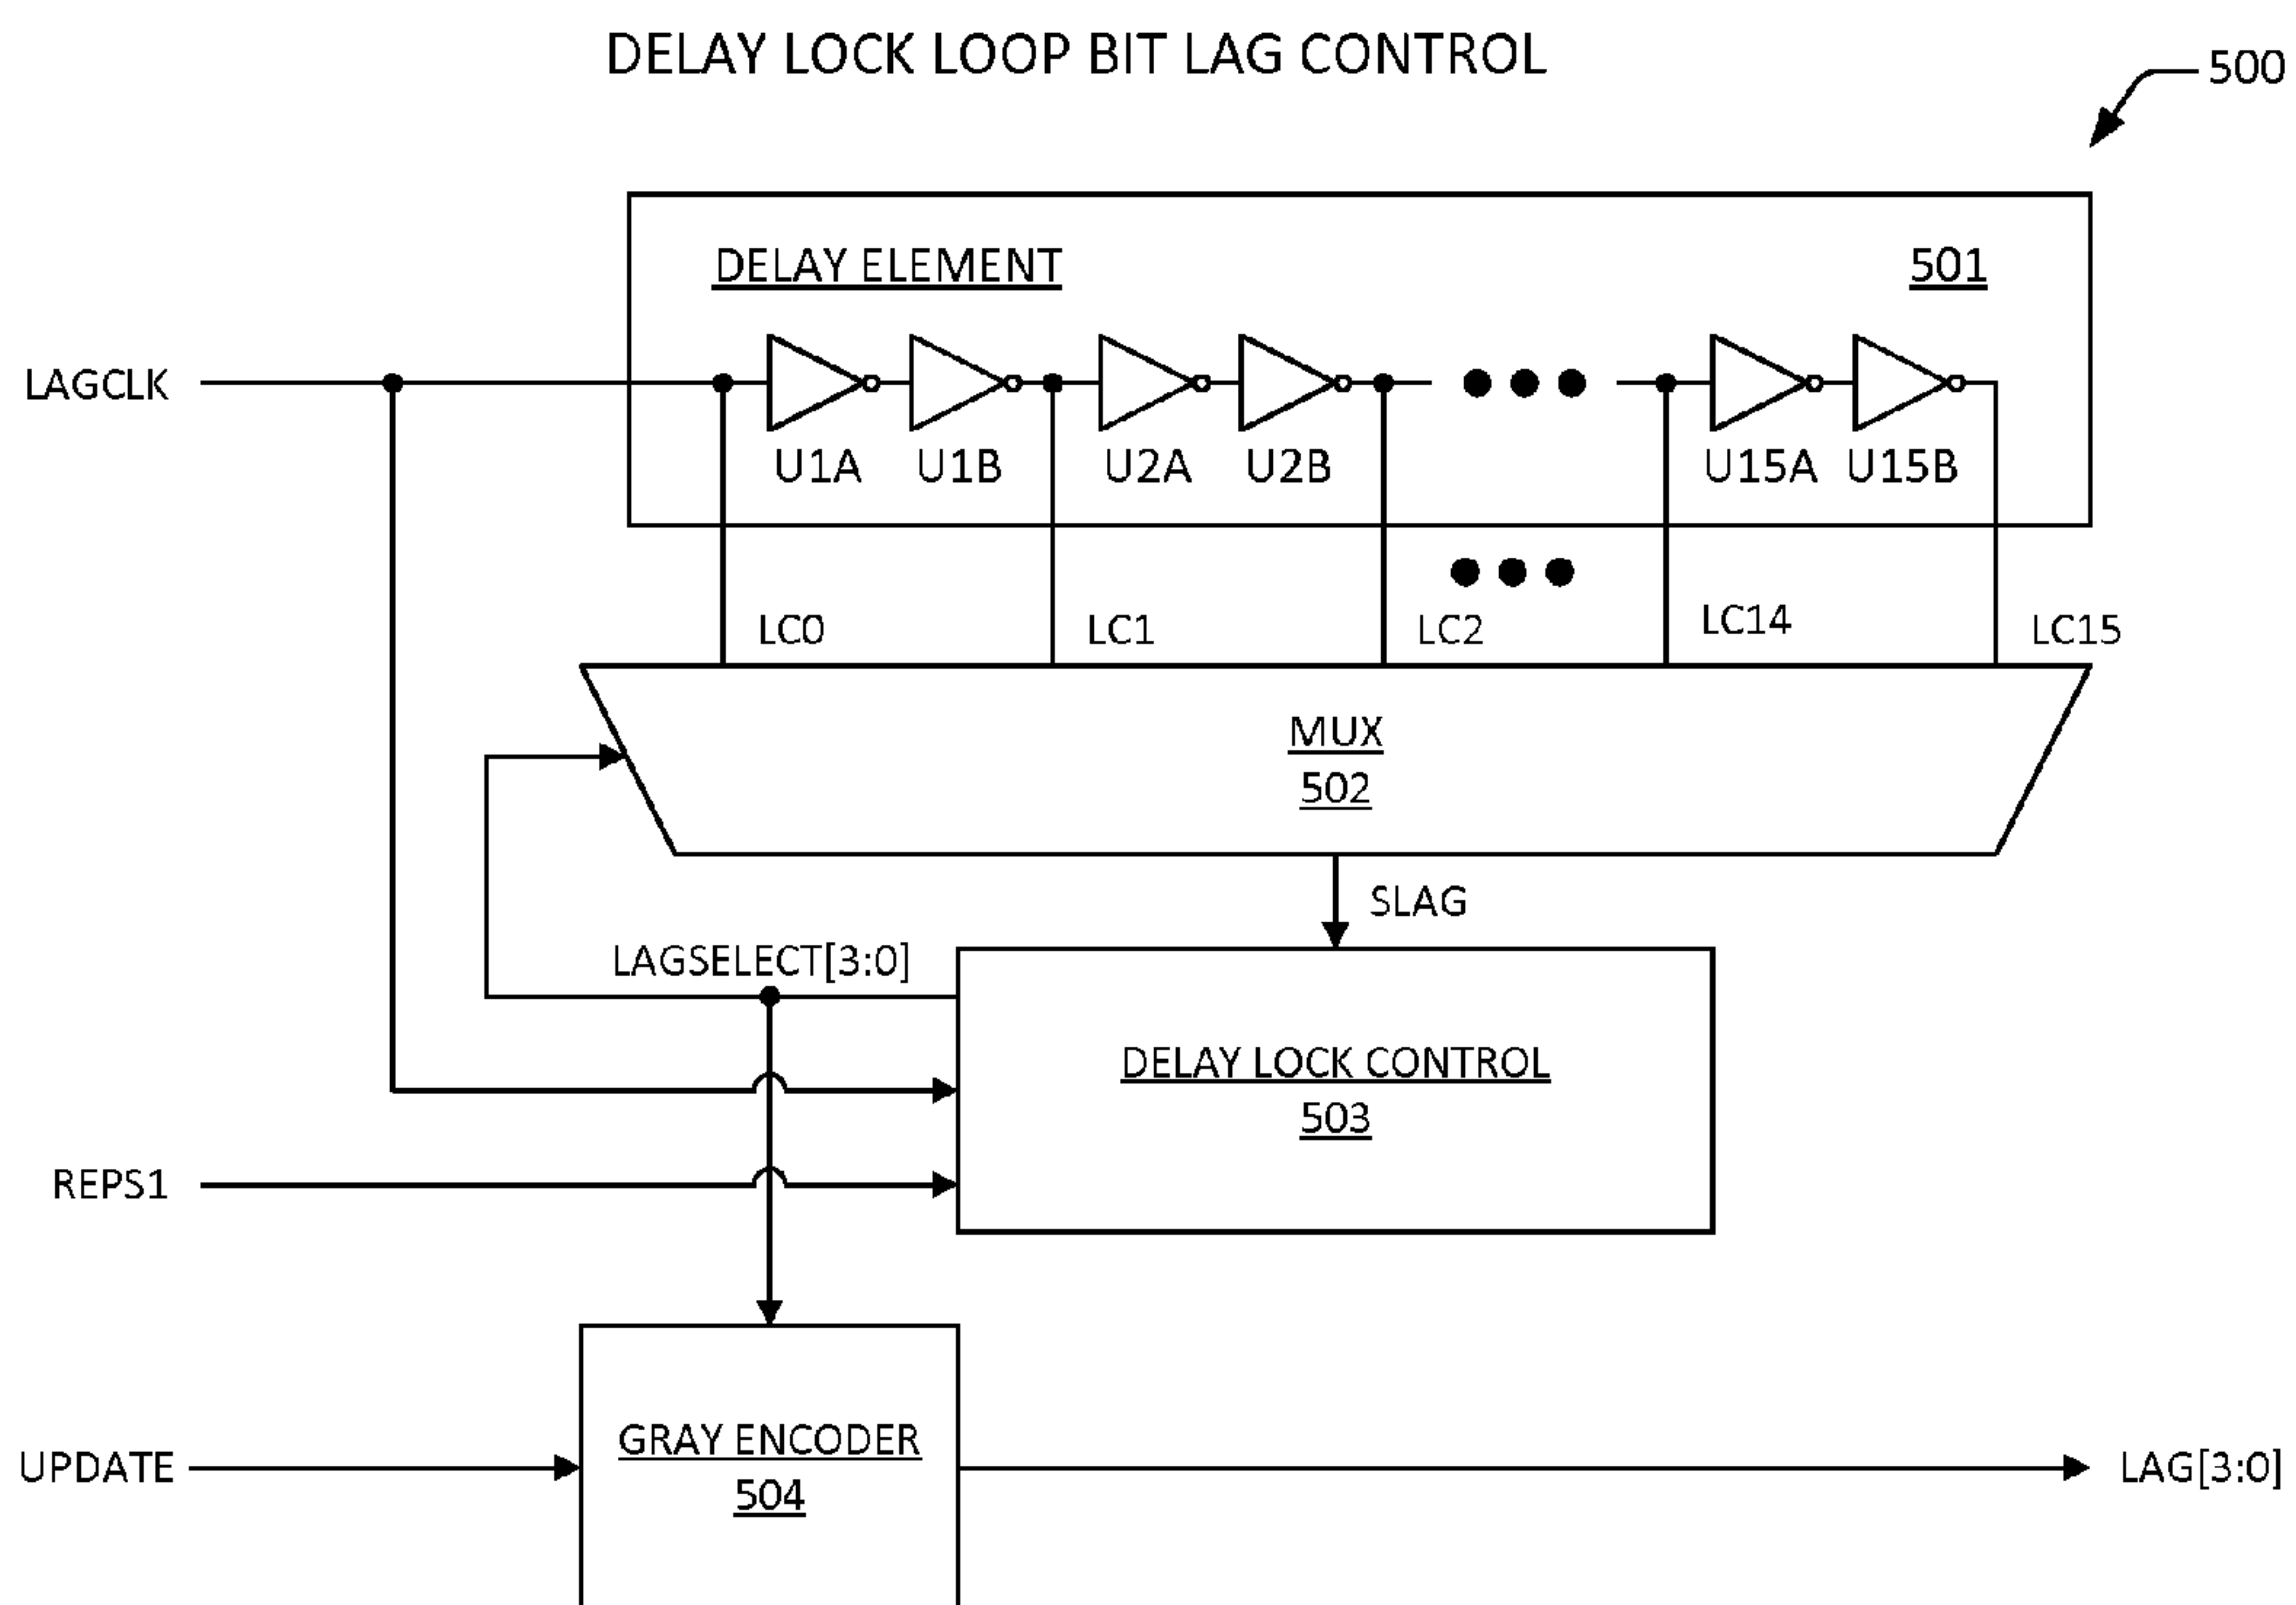 DELAY LOCK LOOP BIT LAG CONTROL
500
DELAY ELEMENT
501
LAGCLK
U1A
U1B
U2A
U2B
U15A
U15B
LC0
LC1
LC2
LC14
LC15
MUX
502
SLAG
LAGSELECT[3:0]
DELAY LOCK CONTROL
503
REPS1
GRAY ENCODER
504
UPDATE
LAG[3:0]